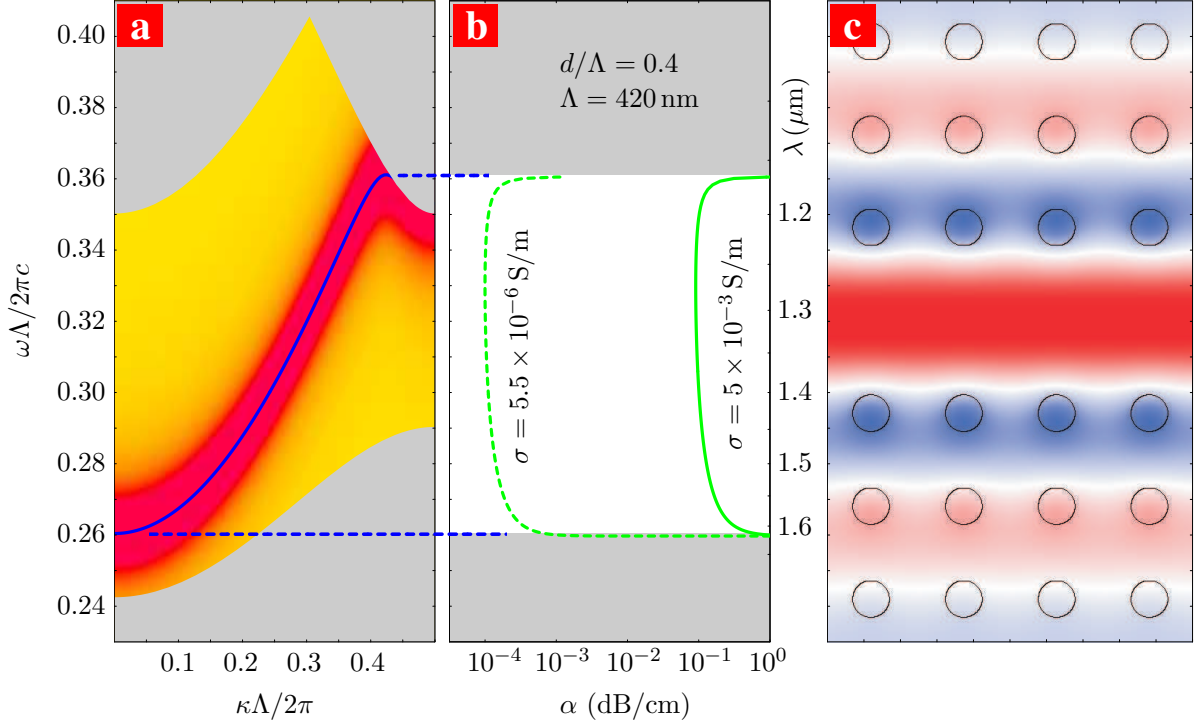 a
0.40
0.38
0.36
0.34
0.32
0.30
0.28
0.26
0.24
ωΛ/2πc
0.1 0.2 0.3 0.4
κΛ/2π
b
d/Λ = 0.4
Λ = 420 nm
σ = 5.5 × 10⁻⁶ S/m
σ = 5 × 10⁻³ S/m
10⁻⁴ 10⁻³ 10⁻² 10⁻¹ 10⁰
α (dB/cm)
λ (μm)
1.2
1.3
1.4
1.5
1.6
c